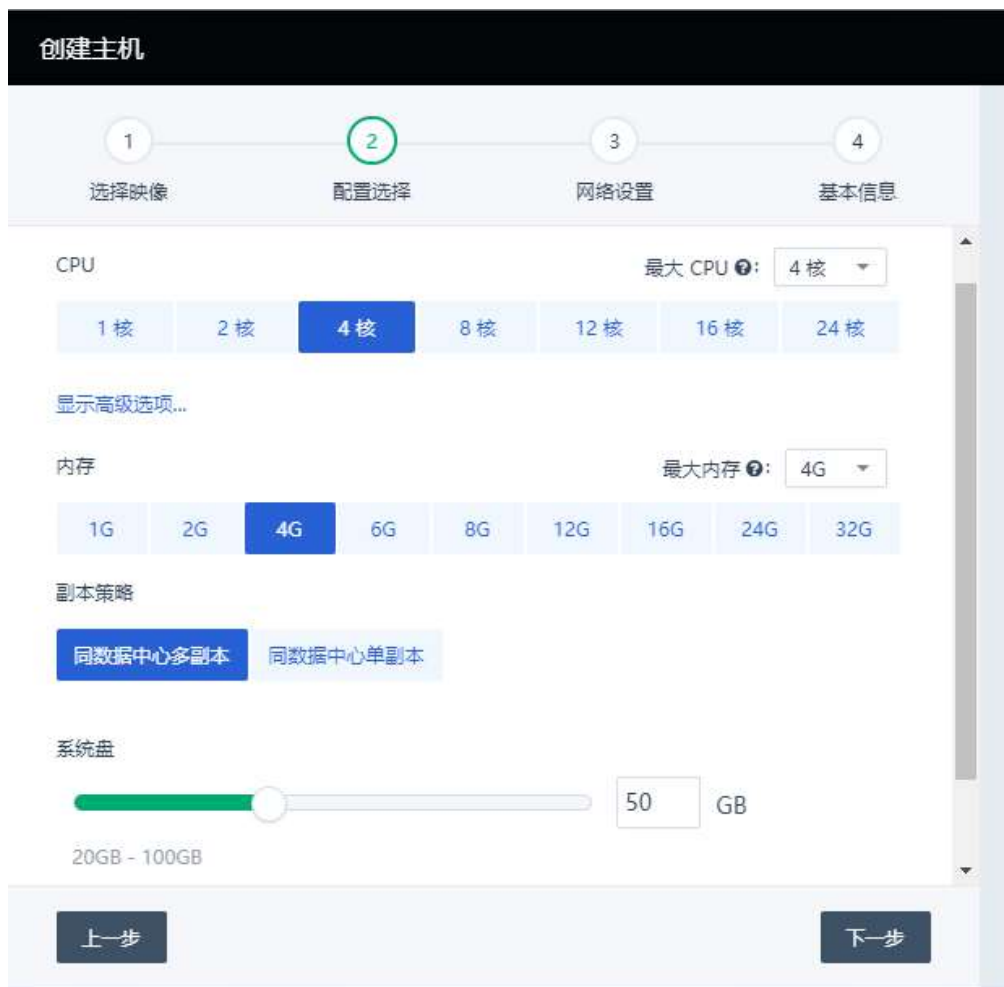 创建主机
1 2 3 4
选择映像 配置选择 网络设置 基本信息
CPU 最大 CPU ?: 4 核
1 核 2 核 4 核 8 核 12 核 16 核 24 核
显示高级选项...
内存 最大内存 ?: 4G
1G 2G 4G 6G 8G 12G 16G 24G 32G
副本策略
同数据中心多副本 同数据中心单副本
系统盘
50 GB
20GB - 100GB
上一步 下一步